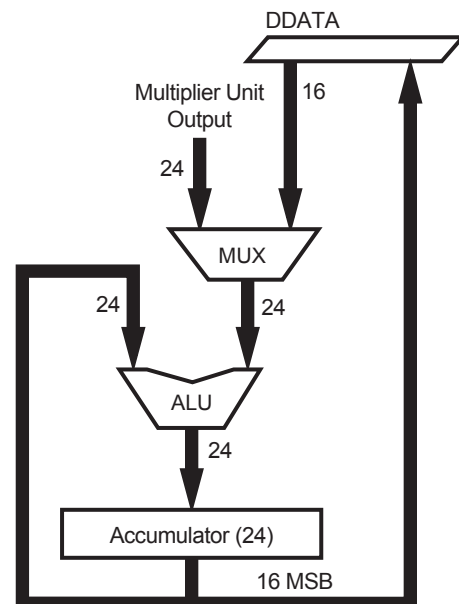 DDATA
16
Multiplier Unit
Output
24
MUX
24
24
ALU
24
Accumulator (24)
16 MSB